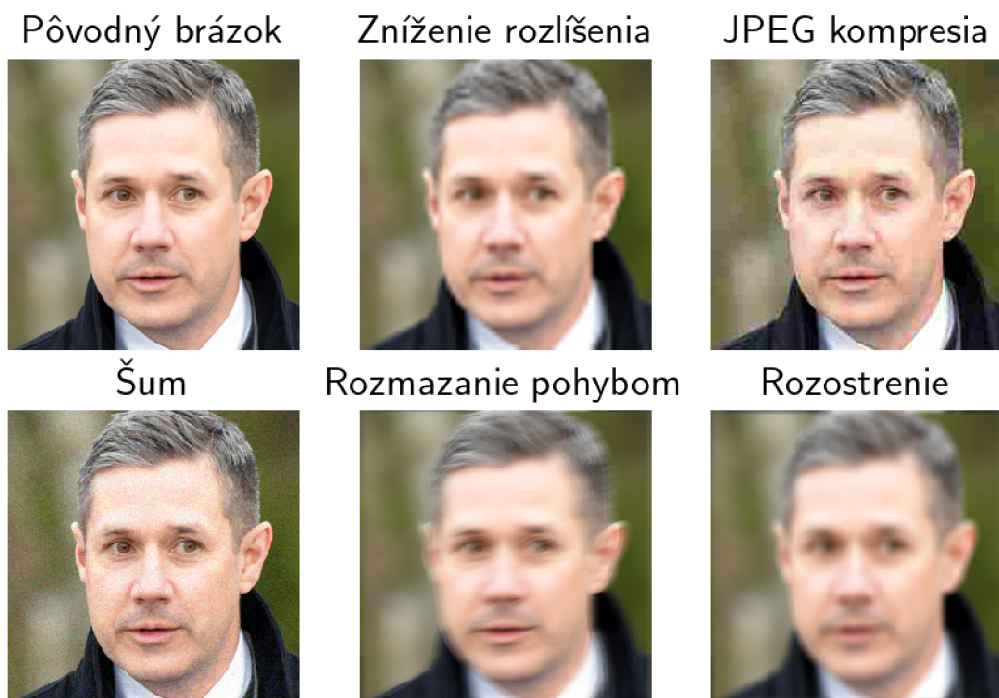 Pôvodný brázok
Zníženie rozlíšenia
JPEG kompresia
Šum
Rozmazanie pohybom
Rozostrenie